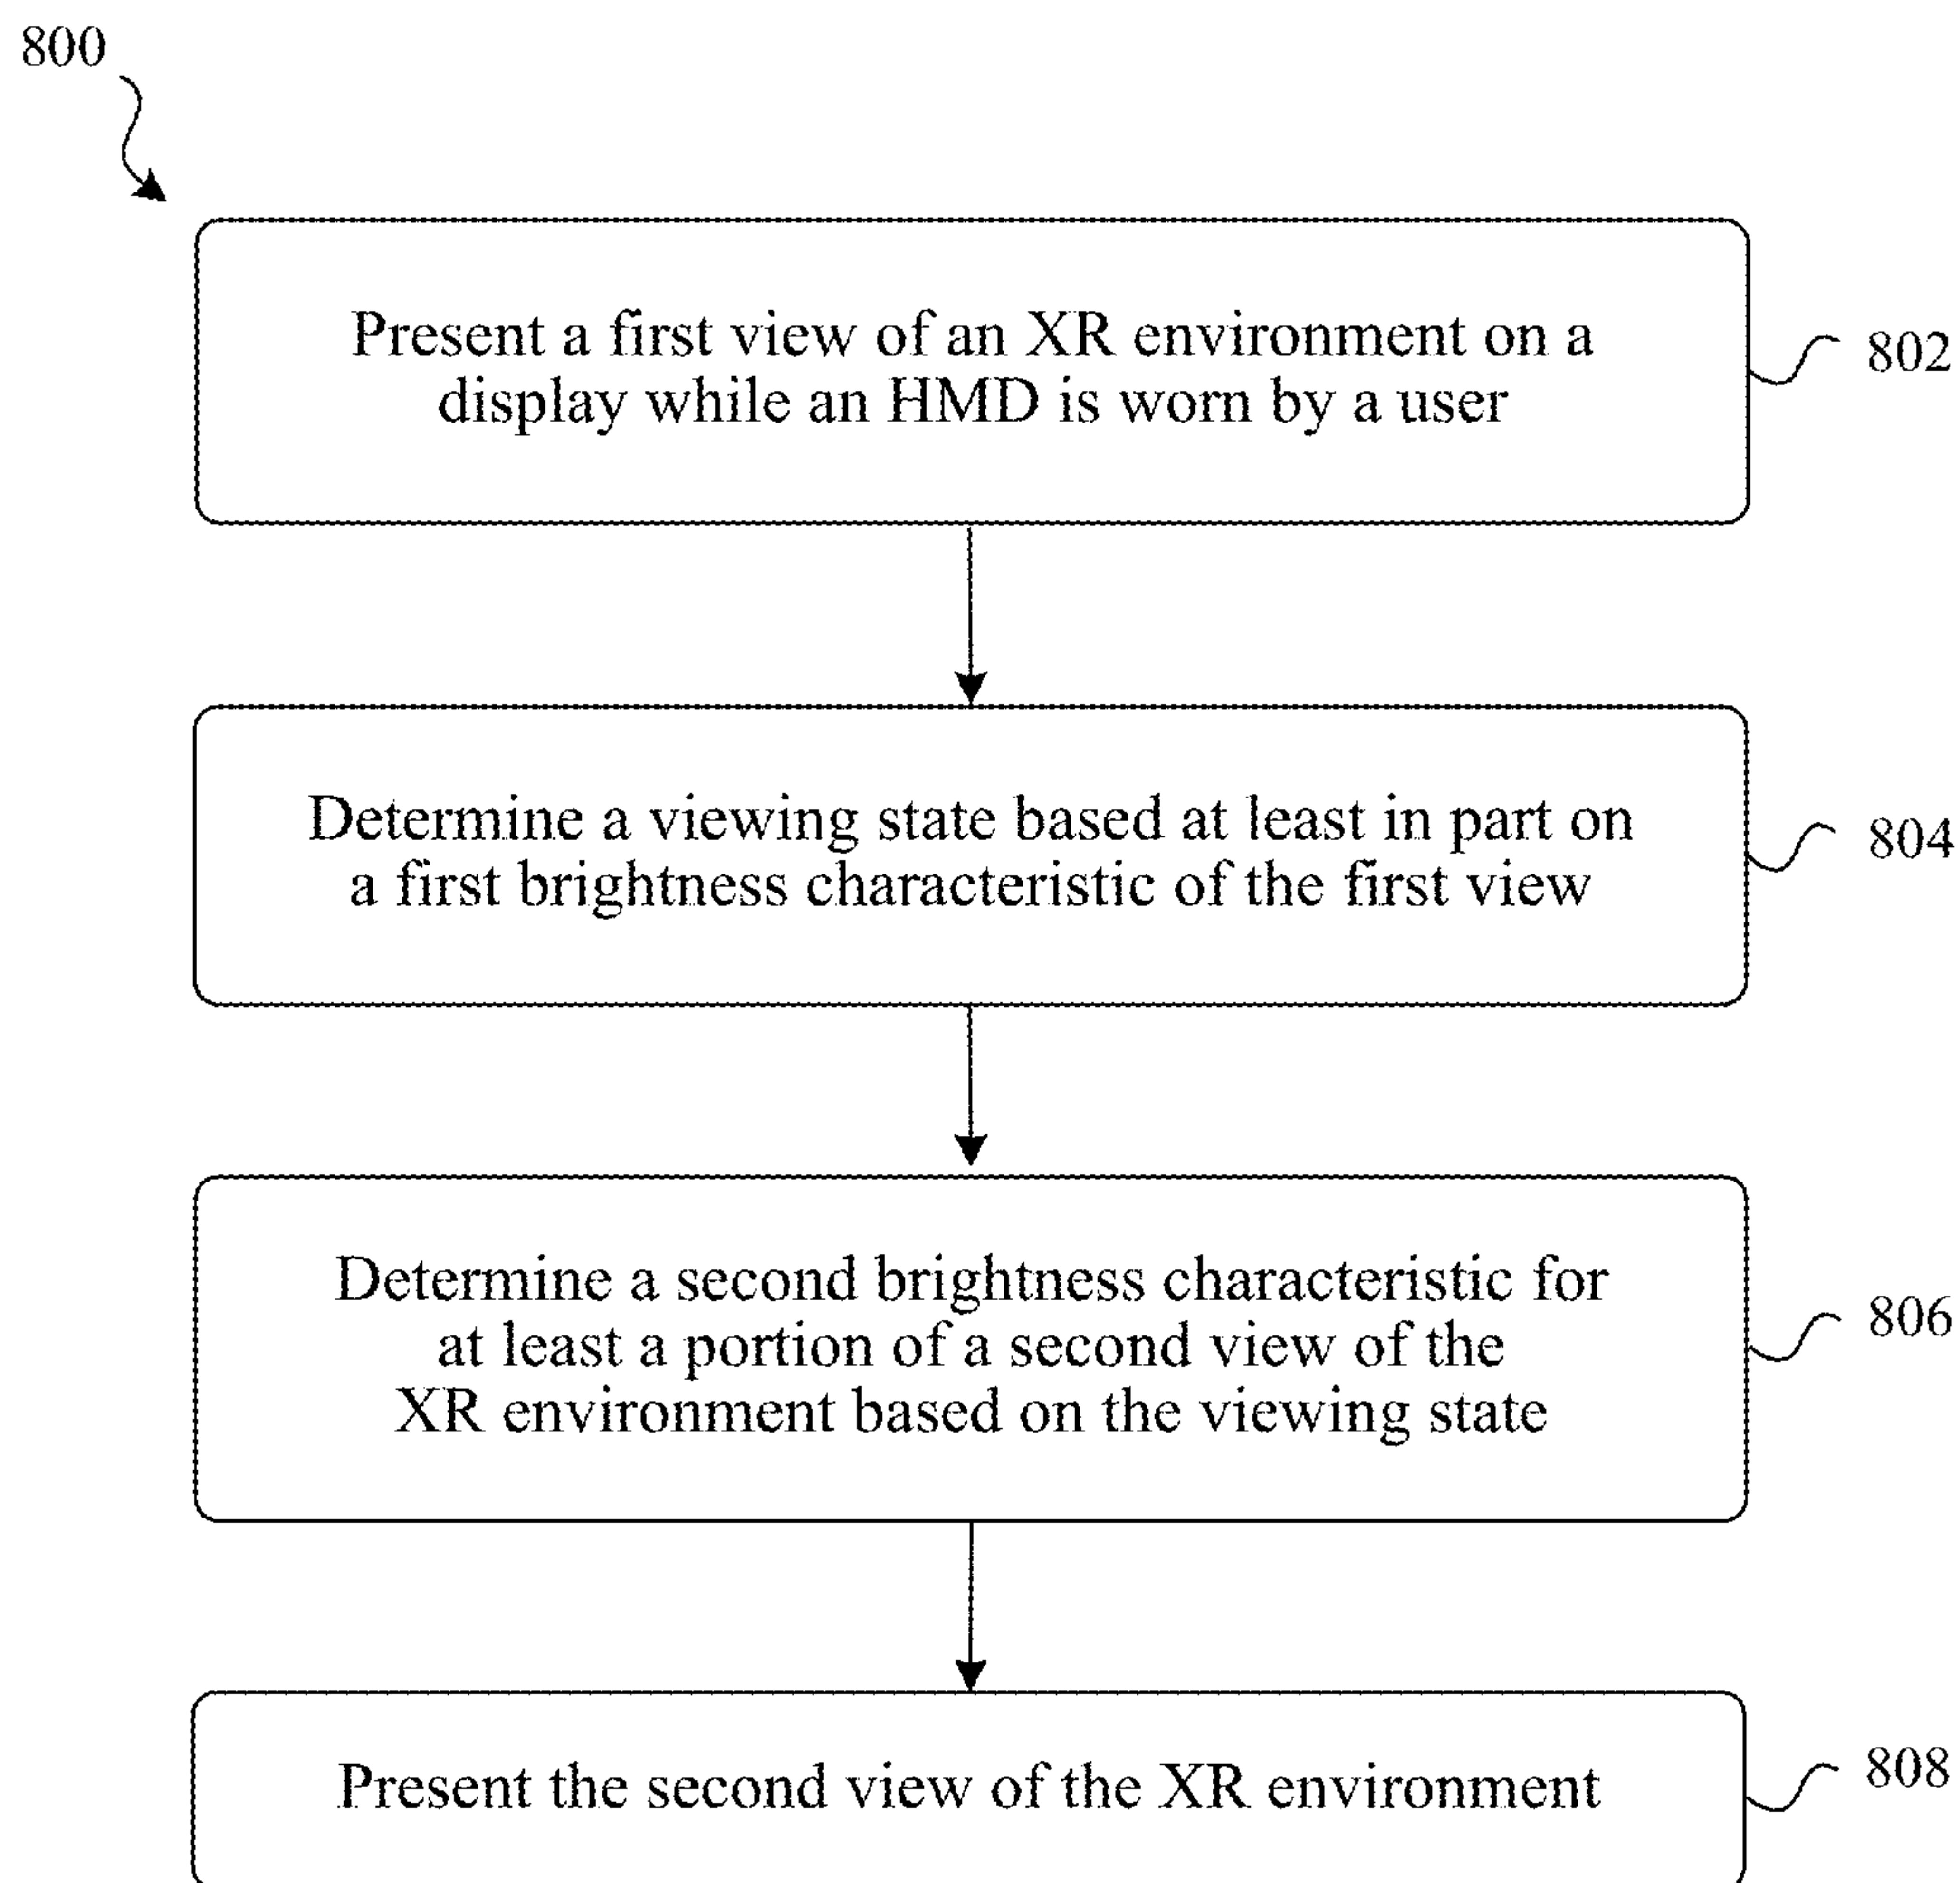 800
Present a first view of an XR environment on a
display while an HMD is worn by a user
802
Determine a viewing state based at least in part on
a first brightness characteristic of the first view
804
Determine a second brightness characteristic for
at least a portion of a second view of the
XR environment based on the viewing state
806
Present the second view of the XR environment
808